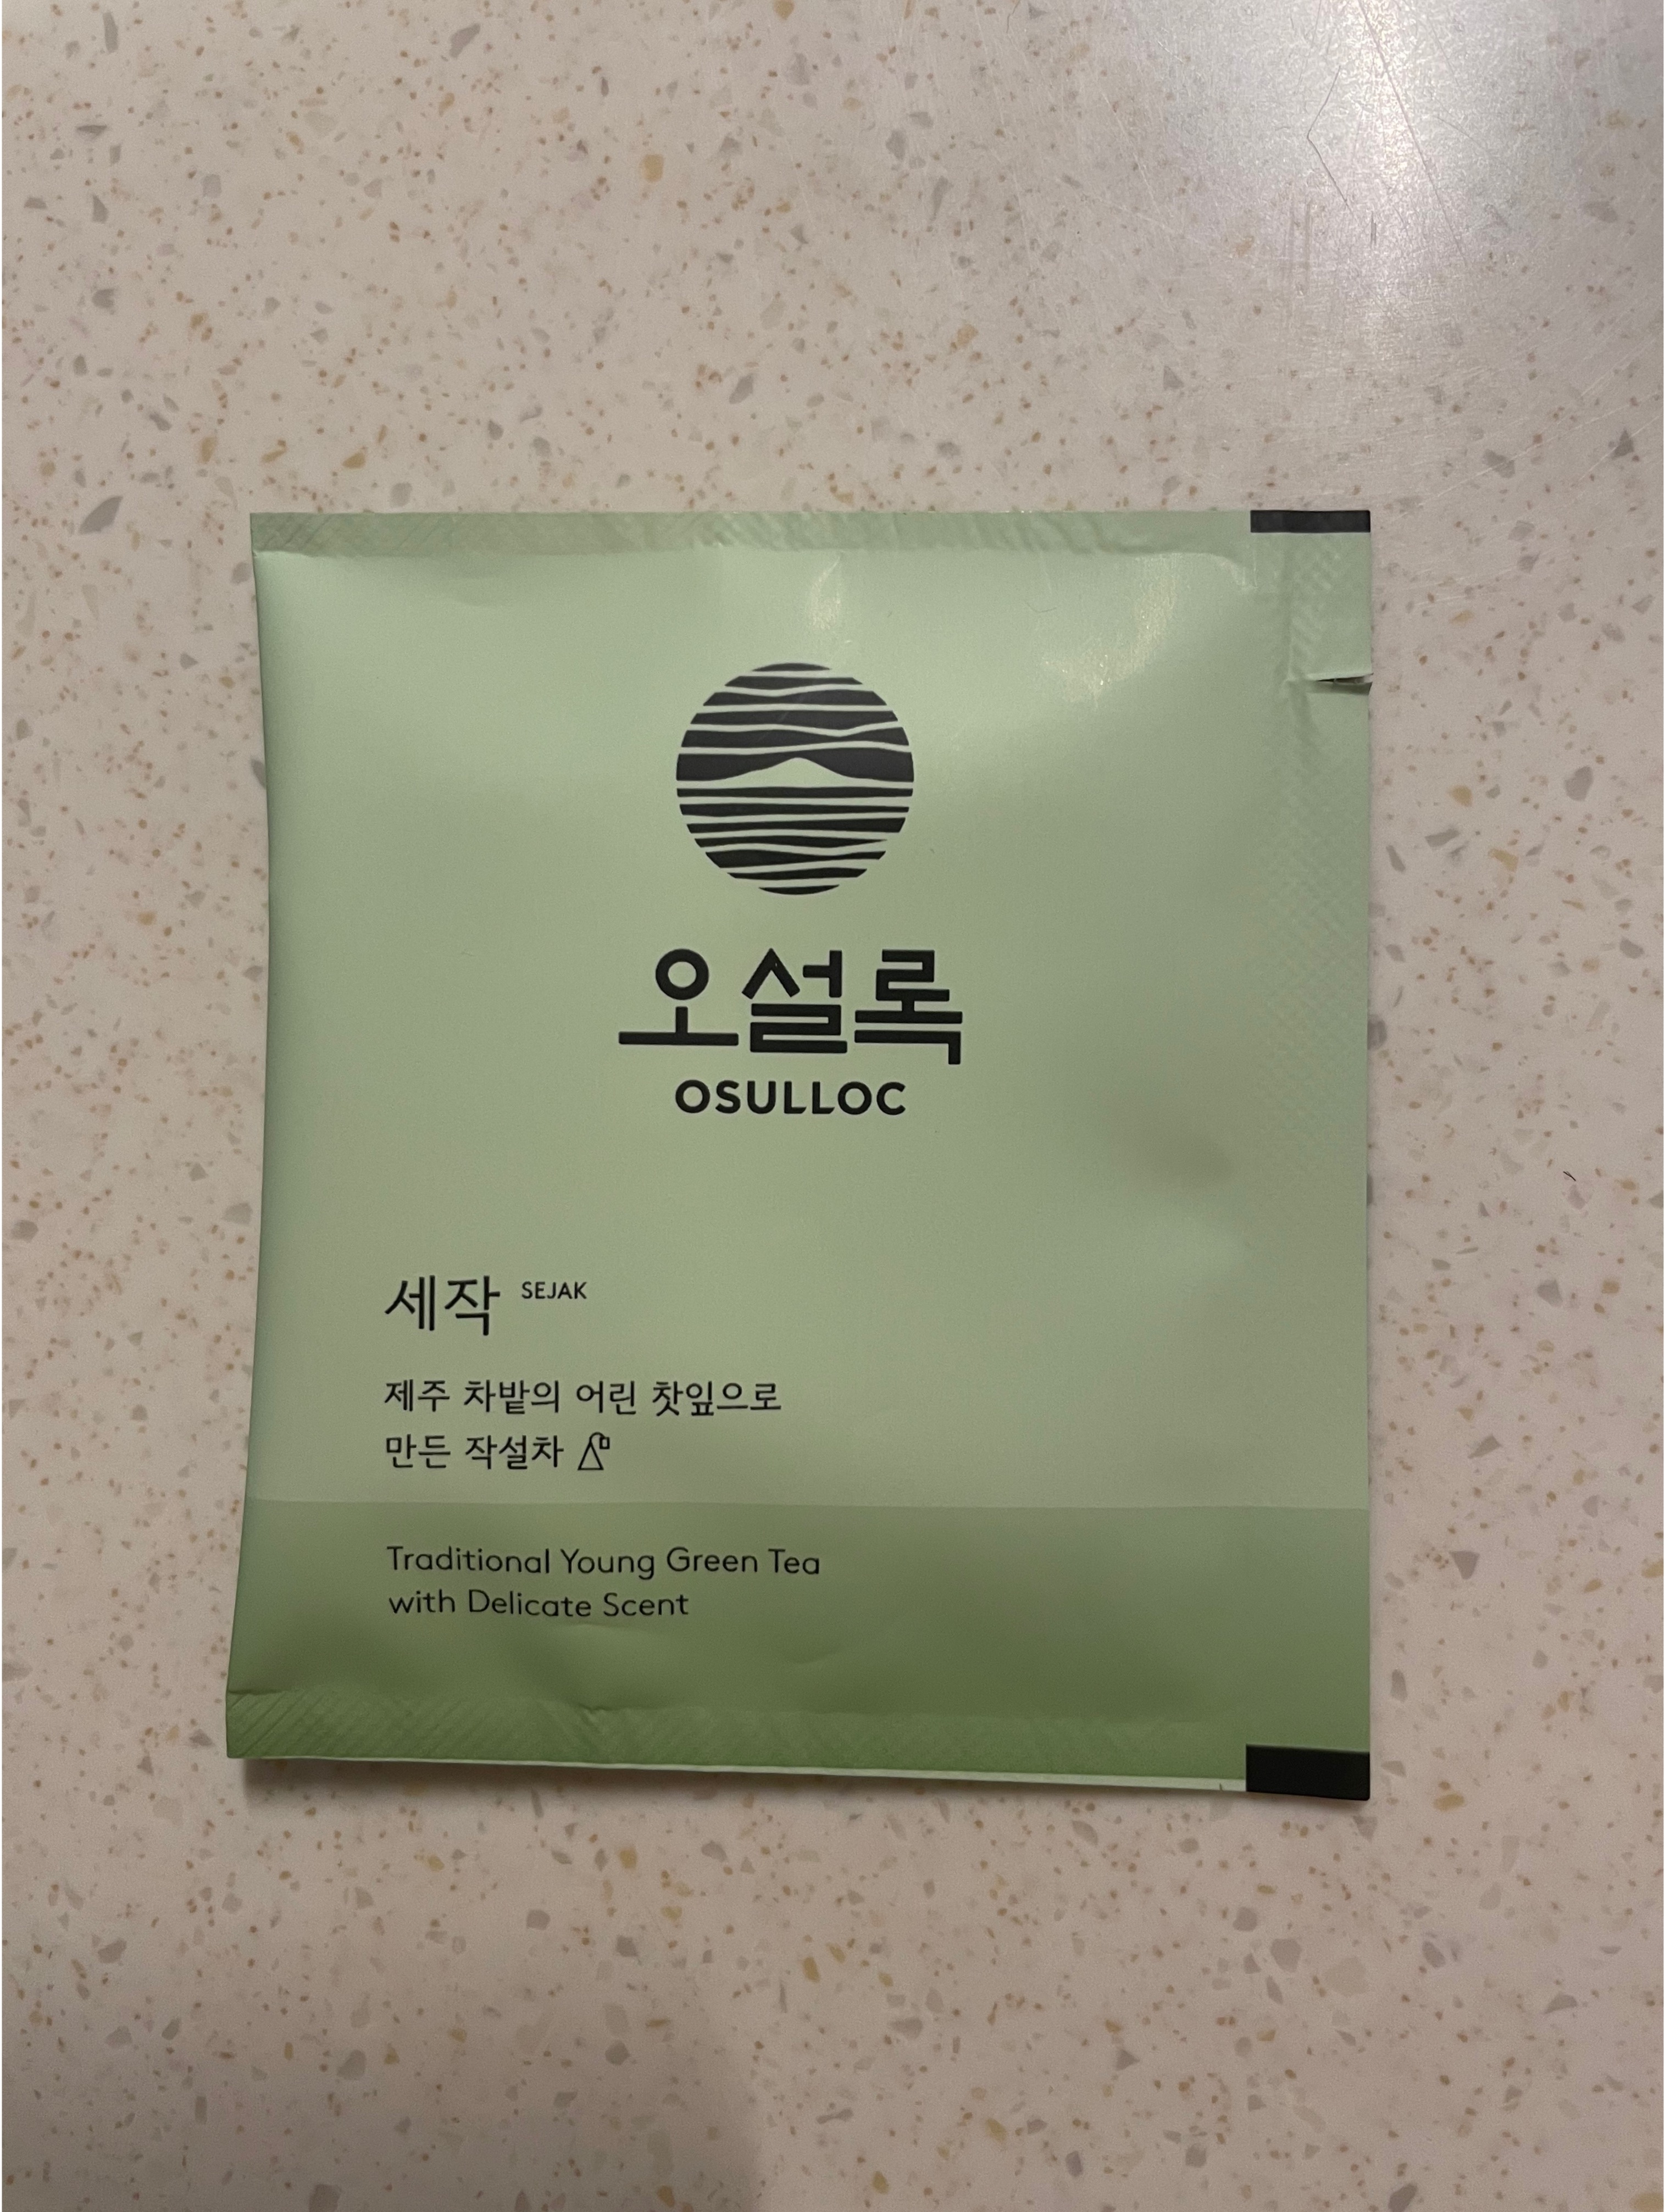 오설록
OSULLOC
세작 SEJAK
제주 차밭의 어린 찻잎으로
만든 작설차
Traditional Young Green Tea
with Delicate Scent